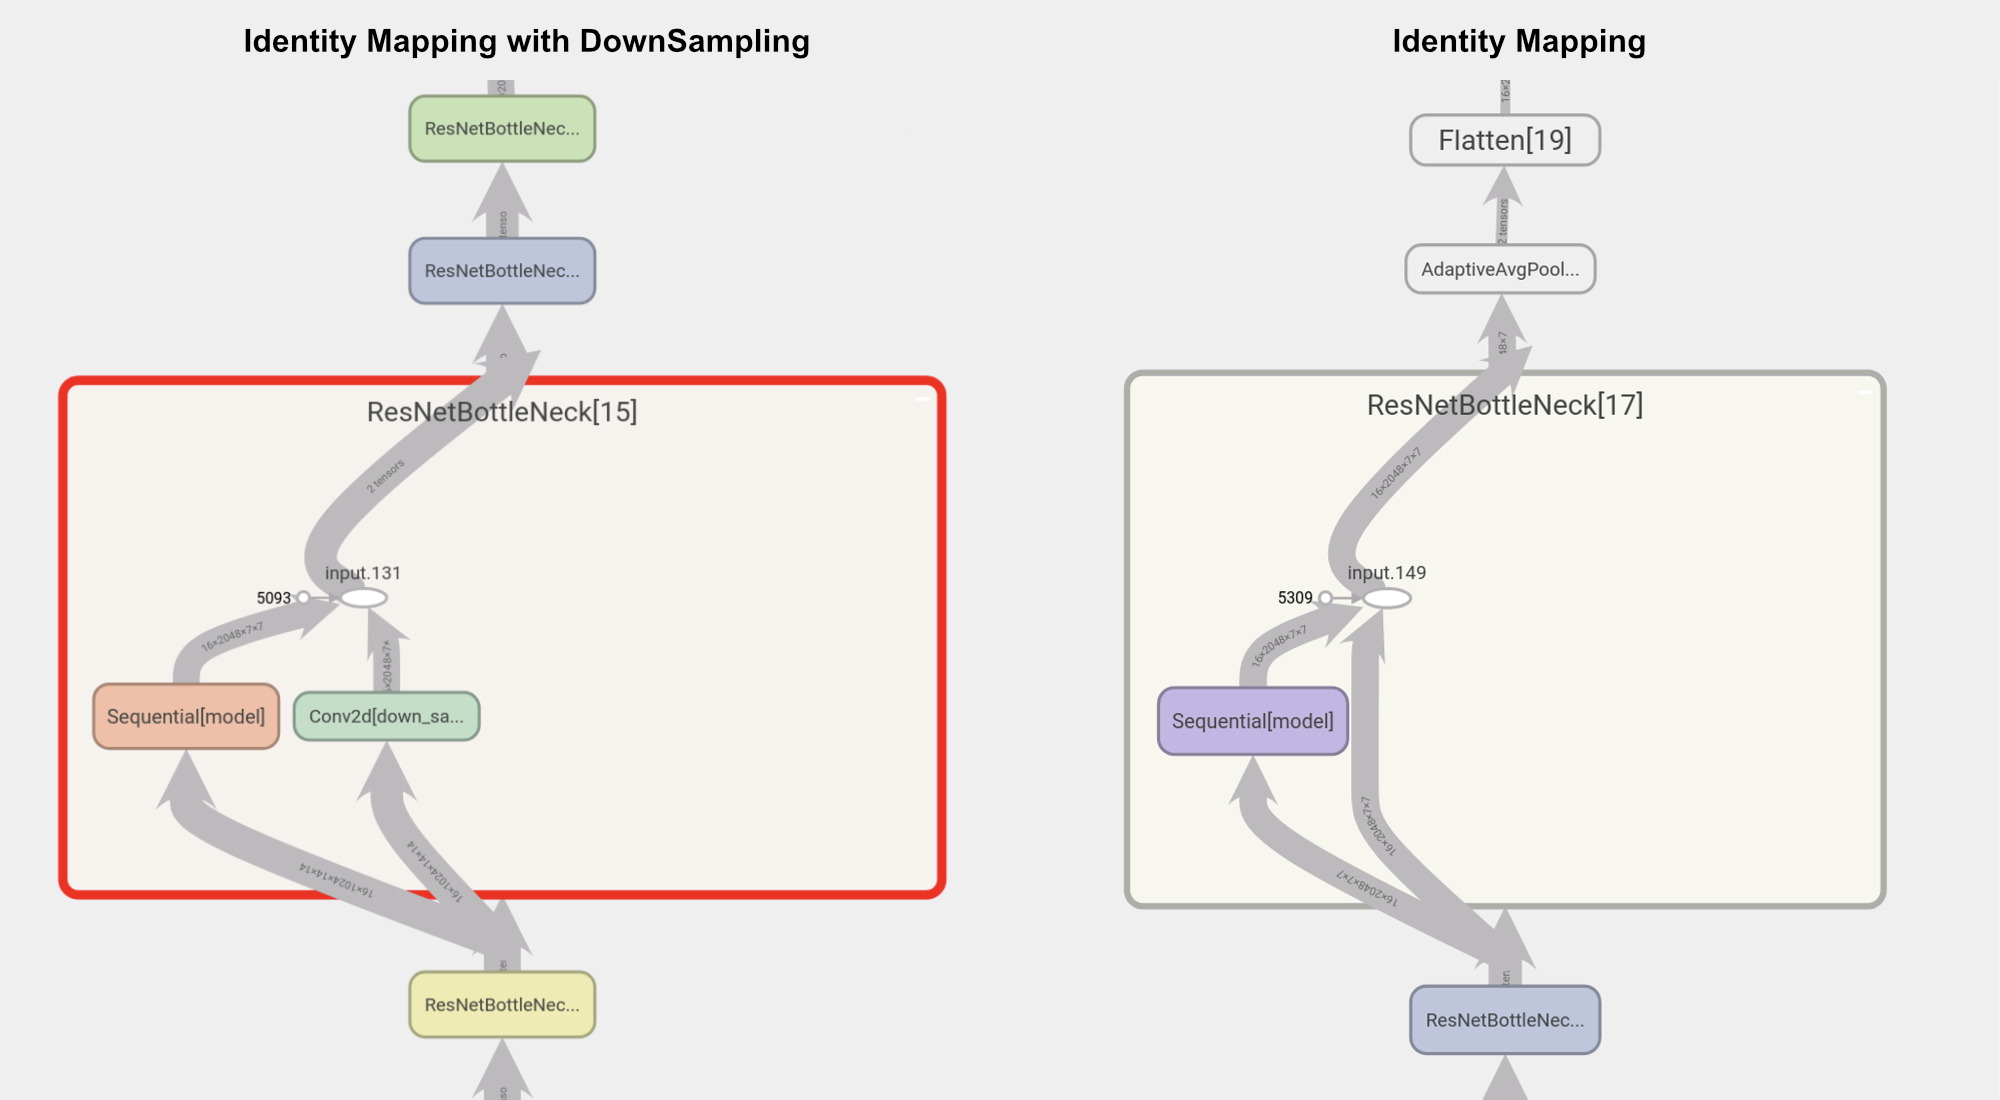 Identity Mapping with DownSampling
ResNetBottleNec...
ResNetBottleNec...
ResNetBottleNeck[15]
2 tensors
input.131
5093
16×2048×7×7
Sequential[model]
Conv2d[down_sa...
16×1024×14×14
16×1024×14×14
ResNetBottleNec...
Identity Mapping
Flatten[19]
2 tensors
AdaptiveAvgPool...
ResNetBottleNeck[17]
16×2048×7×7
input.149
5309
16×2048×7×7
Sequential[model]
16×2048×7×7
16×2048×7×7
ResNetBottleNec...